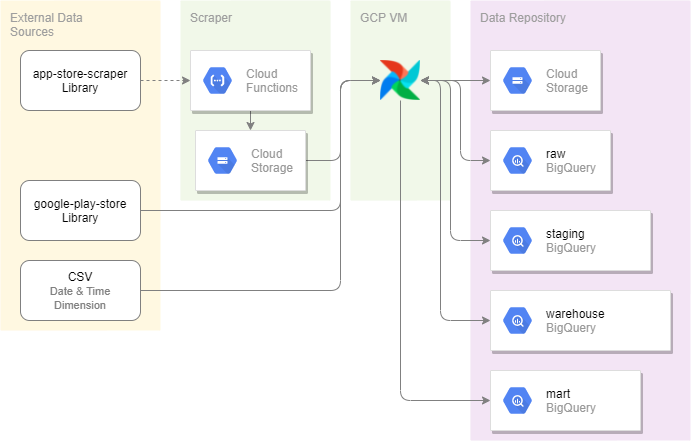 External Data
Sources
app-store-scraper
Library
google-play-store
Library
CSV
Date & Time
Dimension
Scraper
Cloud
Functions
Cloud
Storage
GCP VM
Data Repository
Cloud
Storage
raw
BigQuery
staging
BigQuery
warehouse
BigQuery
mart
BigQuery